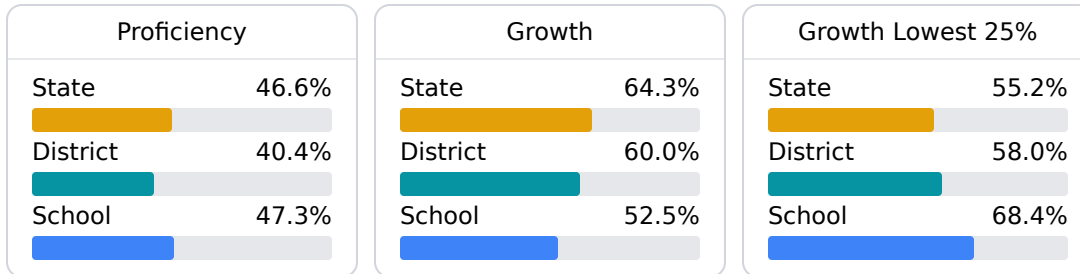 Proficiency
State 46.6%
District 40.4%
School 47.3%
Growth
State 64.3%
District 60.0%
School 52.5%
Growth Lowest 25%
State 55.2%
District 58.0%
School 68.4%